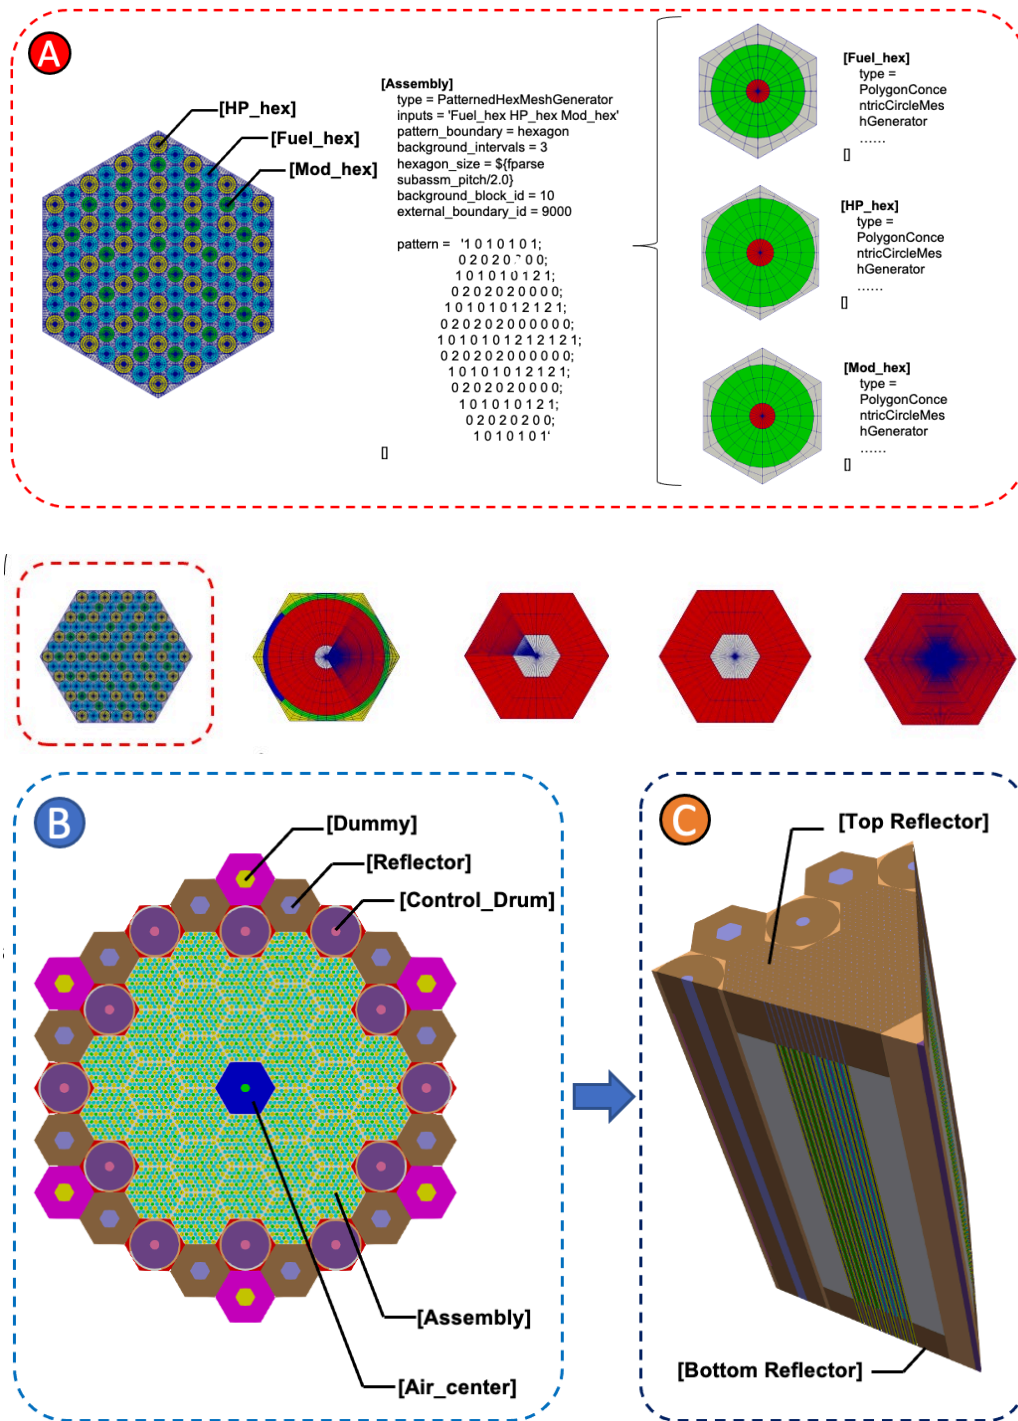 A
[HP_hex]
[Fuel_hex]
[Mod_hex]
[Assembly]
type = PatternedHexMeshGenerator
inputs = 'Fuel_hex HP_hex Mod_hex'
pattern_boundary = hexagon
background_intervals = 3
hexagon_size = ${fparse
subassm_pitch/2.0}
background_block_id = 10
external_boundary_id = 9000
pattern = '1 0 1 0 1 0 1;
0 2 0 2 0 0 0;
1 0 1 0 1 0 1 2 1;
0 2 0 2 0 2 0 0 0 0;
1 0 1 0 1 0 1 2 1 2 1;
0 2 0 2 0 2 0 0 0 0 0 0;
1 0 1 0 1 0 1 2 1 2 1 2 1;
0 2 0 2 0 2 0 0 0 0 0 0;
1 0 1 0 1 0 1 2 1 2 1;
0 2 0 2 0 2 0 0 0 0;
1 0 1 0 1 0 1 2 1;
0 2 0 2 0 2 0 0;
1 0 1 0 1 0 1'
[]
[Fuel_hex]
type =
PolygonConce
ntricCircleMes
hGenerator
……
[]
[HP_hex]
type =
PolygonConce
ntricCircleMes
hGenerator
……
[]
[Mod_hex]
type =
PolygonConce
ntricCircleMes
hGenerator
……
[]
B
[Dummy]
[Reflector]
[Control_Drum]
[Assembly]
[Air_center]
C
[Top Reflector]
[Bottom Reflector]